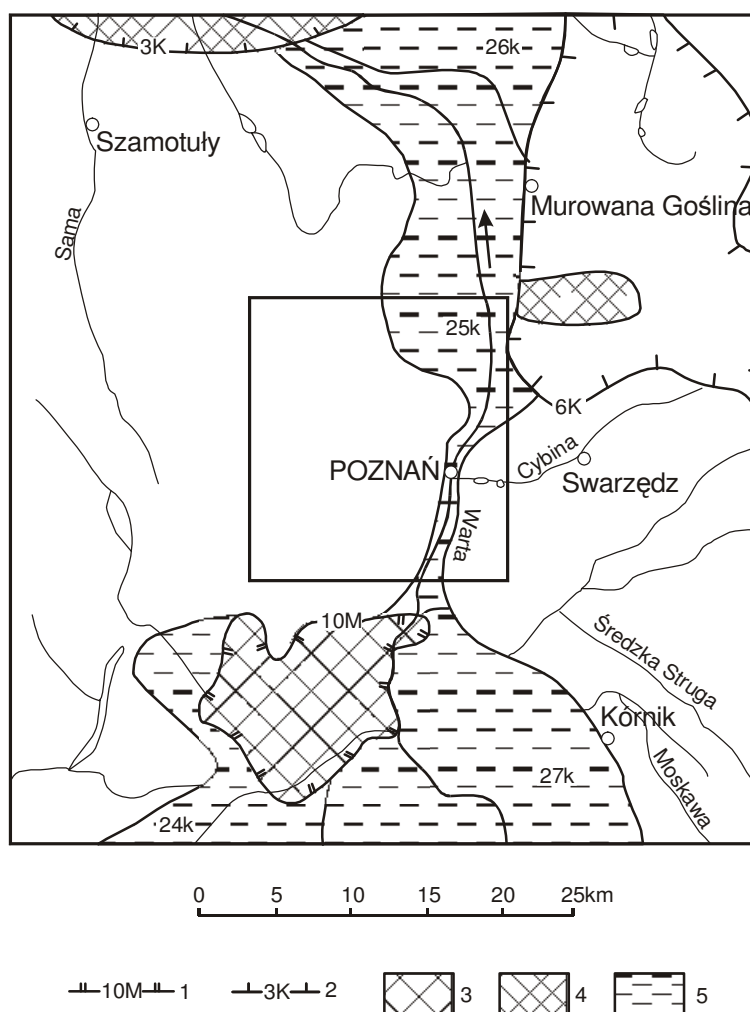 3K
26k
Szamotuły
Murowana Goślina
Sama
25k
6K
POZNAŃ
Cybina
Swarzędz
Warta
10M
Średzka Struga
Kórnik
27k
Moskawa
24k
0 5 10 15 20 25km
10M 1 3K 2 3 4 5